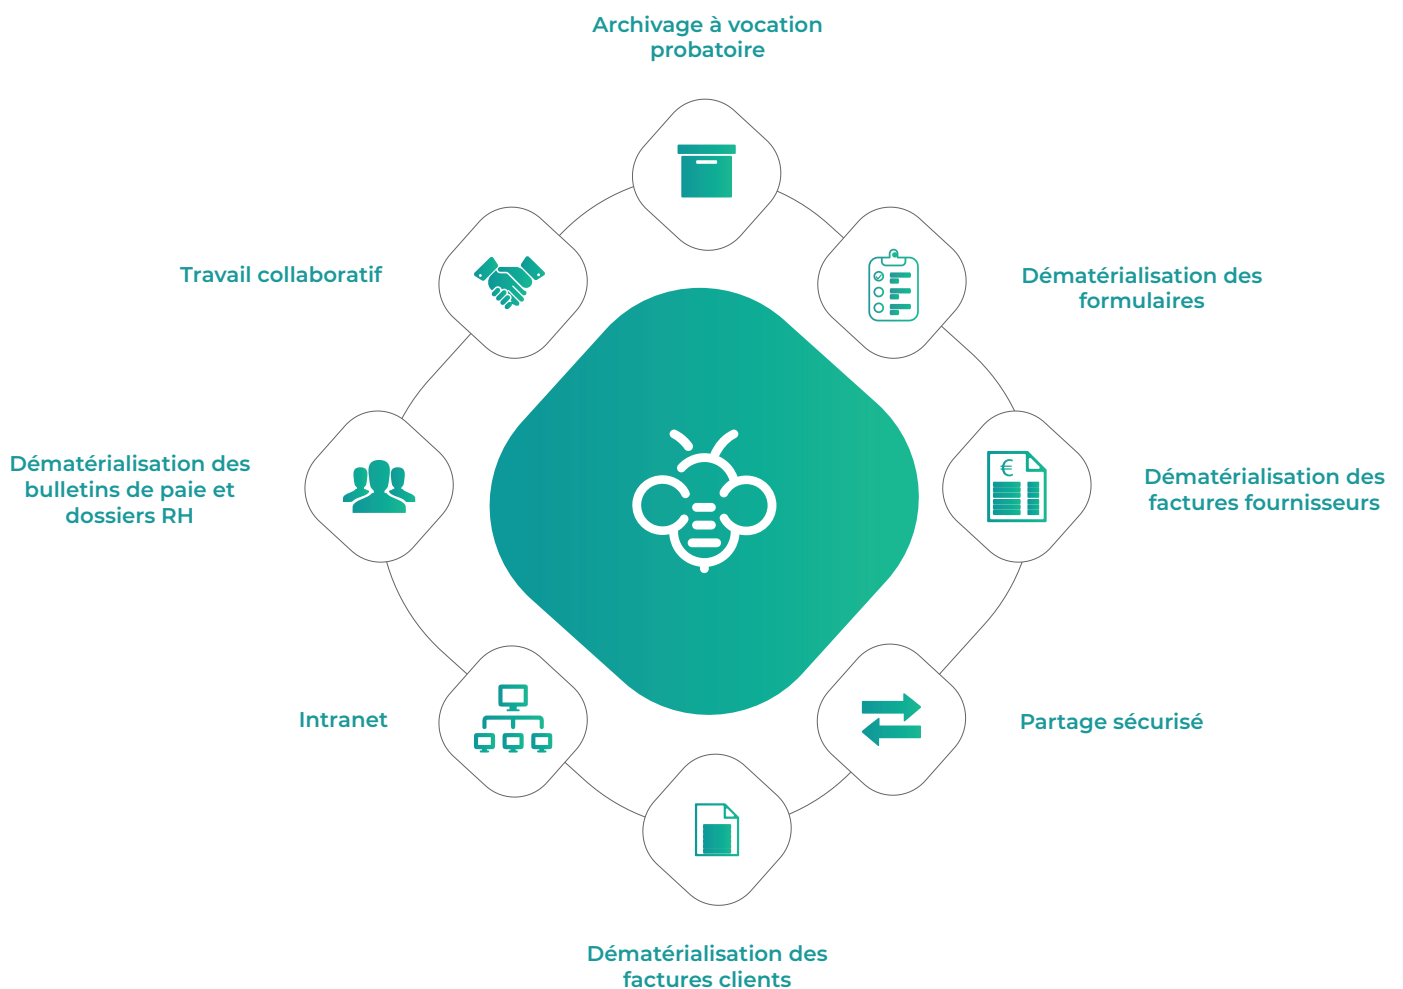 Archivage à vocation
probatoire
Travail collaboratif
Dématérialisation des
formulaires
Dématérialisation des
bulletins de paie et
dossiers RH
€
Dématérialisation des
factures fournisseurs
Intranet
Partage sécurisé
Dématérialisation des
factures clients